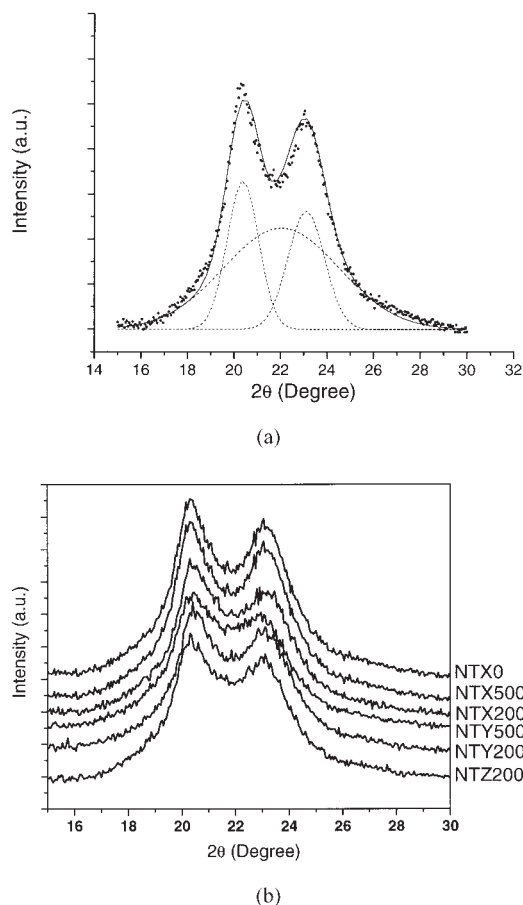 Intensity (a.u.)
14 16 18 20 22 24 26 28 30 32
2θ (Degree)
(a)
Intensity (a.u.)
NTX0
NTX500
NTX200
NTY500
NTY200
NTZ200
16 18 20 22 24 26 28 30
2θ (Degree)
(b)